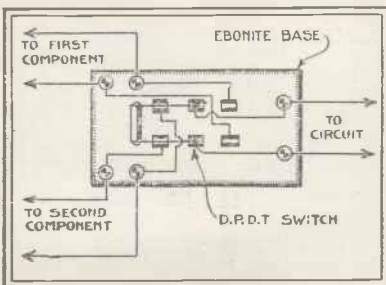 TO FIRST
COMPONENT
EBONITE BASE
TO
CIRCUIT
TO SECOND
COMPONENT
D.P.D.T SWITCH